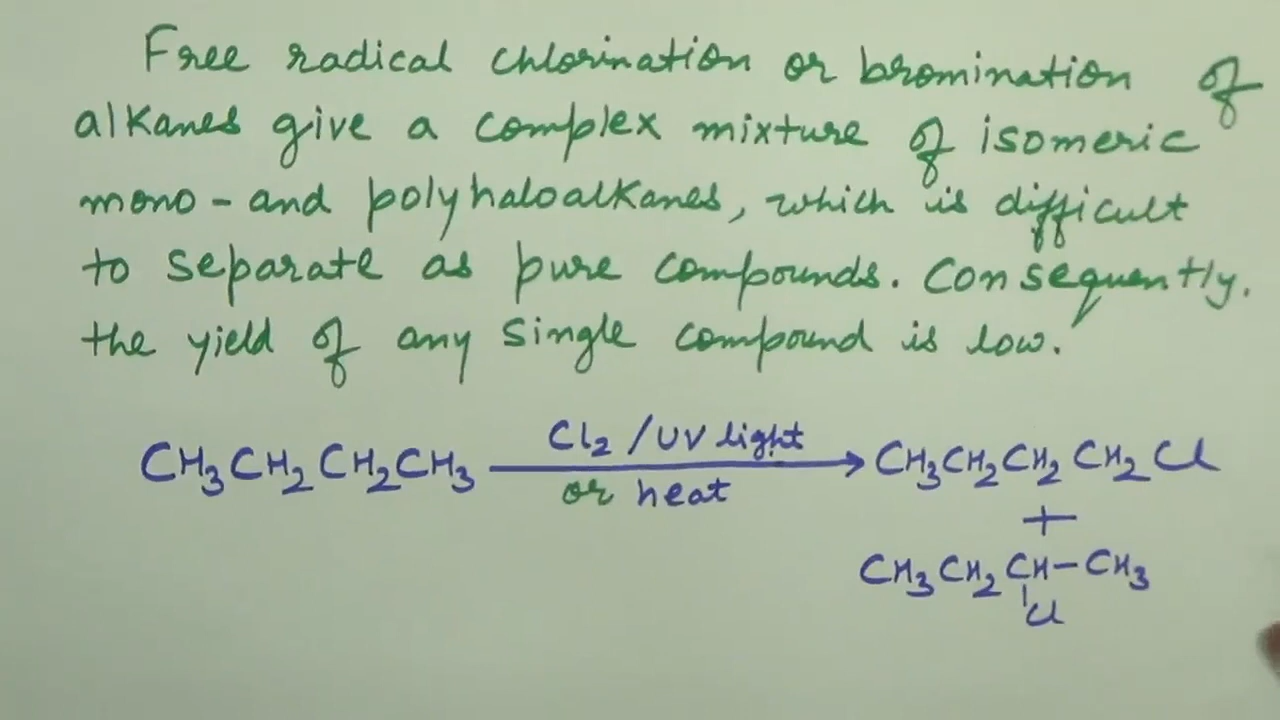 Free radical chlorination or bromination of
alkanes give a complex mixture of isomeric
mono- and polyhaloalkanes, which is difficult
to separate as pure compounds. Consequently,
the yield of any single compound is low.
CH₃CH₂CH₂CH₃ Cl₂/UV light or heat → CH₃CH₂CH₂CH₂Cl
+
CH₃CH₂CH-CH₃
Cl